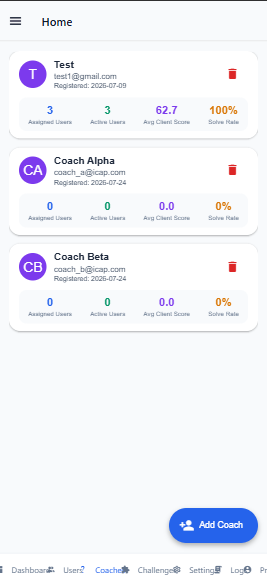 Home
T
Test
test1@gmail.com
Registered: 2026-07-09
3 3 62.7 100%
Assigned Users Active Users Avg Client Score Solve Rate
CA
Coach Alpha
coach_a@icap.com
Registered: 2026-07-24
0 0 0.0 0%
Assigned Users Active Users Avg Client Score Solve Rate
CB
Coach Beta
coach_b@icap.com
Registered: 2026-07-24
0 0 0.0 0%
Assigned Users Active Users Avg Client Score Solve Rate
Add Coach
Dashboar Users Coache Challenge Setting Log Pr